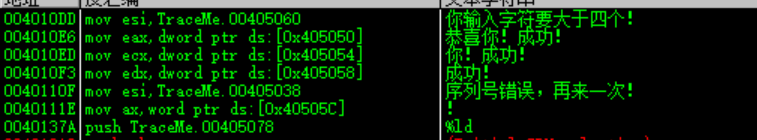 地址 反汇编 文本字符串
004010DD mov esi,TraceMe.00405060 你输入字符要大于四个!
004010E6 mov eax,dword ptr ds:[0x405050] 恭喜你! 成功!
004010ED mov ecx,dword ptr ds:[0x405054] 你! 成功!
004010F3 mov edx,dword ptr ds:[0x405058] 成功!
0040110F mov esi,TraceMe.00405038 序列号错误，再来一次!
0040111E mov ax,word ptr ds:[0x40505C] !
0040137A push TraceMe.00405078 %ld